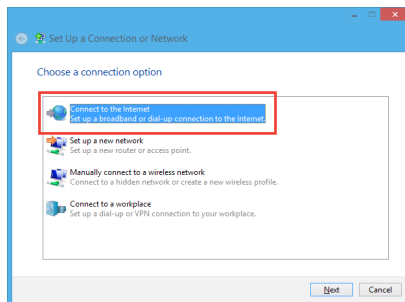 Set Up a Connection or Network
Choose a connection option
Connect to the Internet
Set up a broadband or dial-up connection to the Internet.
Set up a new network
Set up a new router or access point.
Manually connect to a wireless network
Connect to a hidden network or create a new wireless profile.
Connect to a workplace
Set up a dial-up or VPN connection to your workplace.
Next Cancel